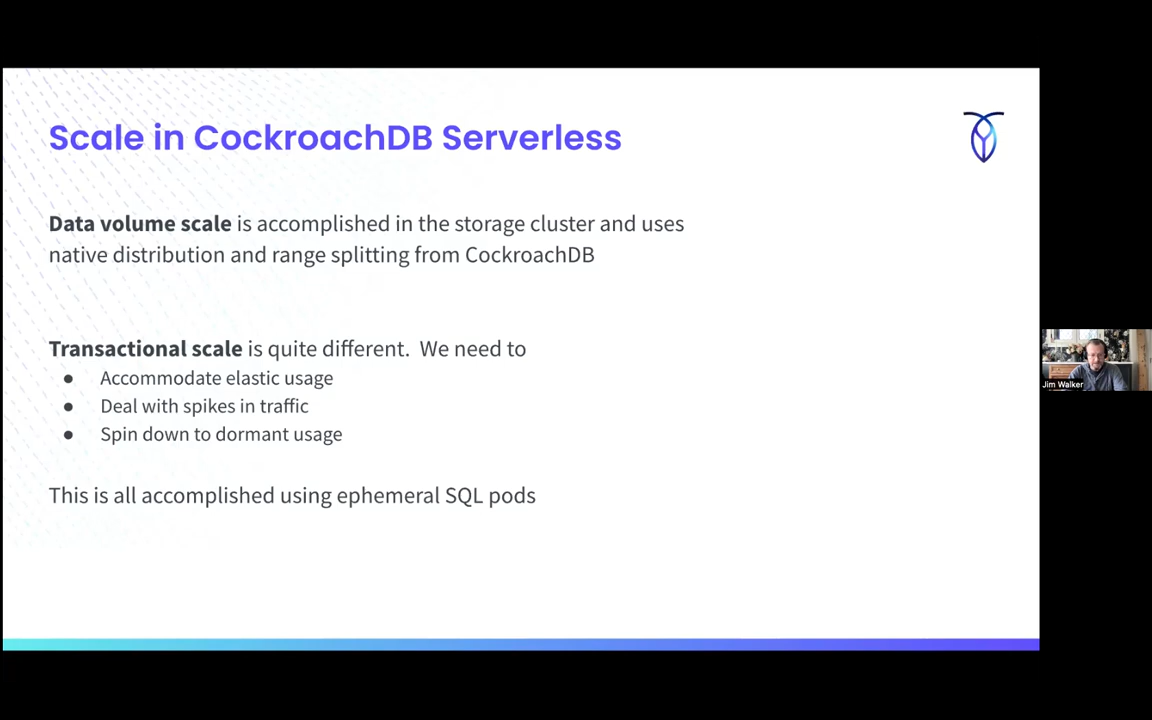 Scale in CockroachDB Serverless
Data volume scale is accomplished in the storage cluster and uses
native distribution and range splitting from CockroachDB
Transactional scale is quite different.  We need to
● Accommodate elastic usage
● Deal with spikes in traffic
● Spin down to dormant usage
This is all accomplished using ephemeral SQL pods
Jim Walker